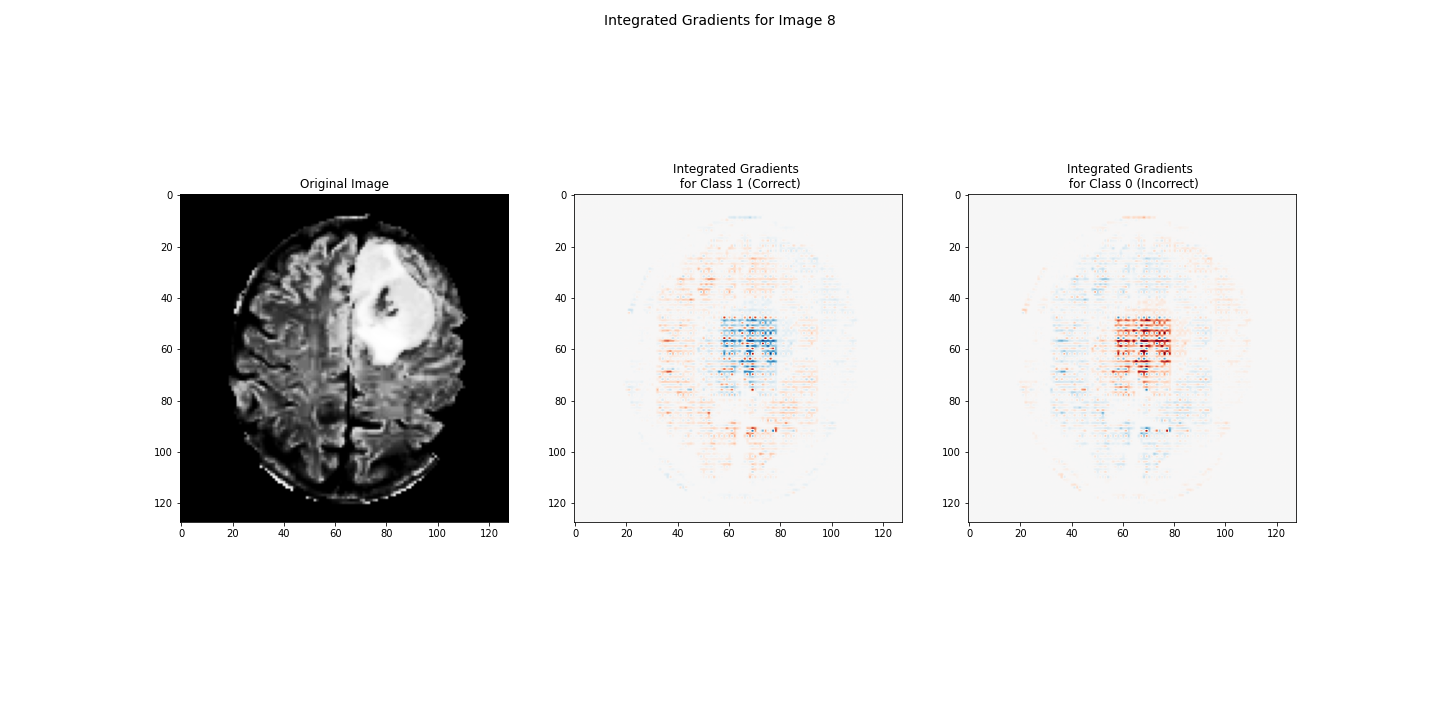 Integrated Gradients for Image 8
Original Image
0
20
40
60
80
100
120
0 20 40 60 80 100 120
Integrated Gradients
for Class 1 (Correct)
0
20
40
60
80
100
120
0 20 40 60 80 100 120
Integrated Gradients
for Class 0 (Incorrect)
0
20
40
60
80
100
120
0 20 40 60 80 100 120